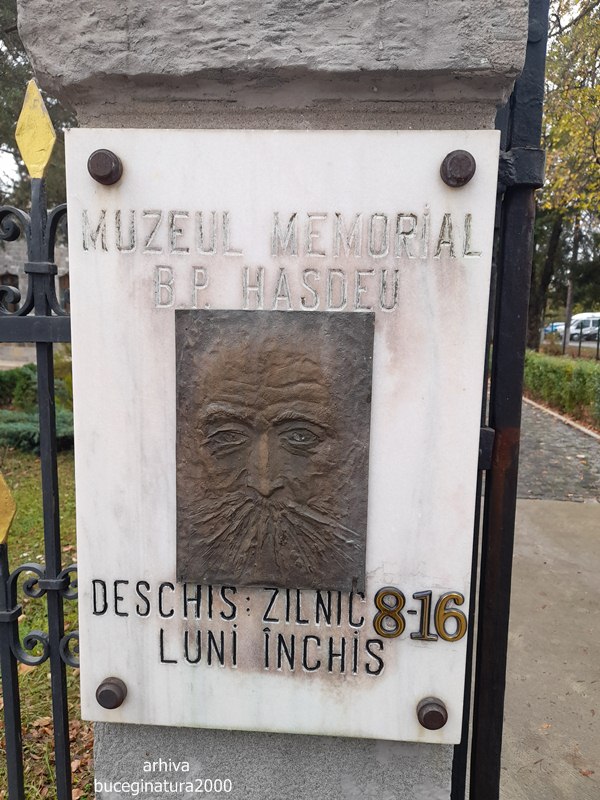 MUZEUL MEMORIAL
B.P. HASDEU
DESCHIS: ZILNIC 8-16
LUNI ÎNCHIS
arhiva
buceginatura2000